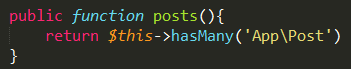 public function posts(){
    return $this->hasMany('App\Post')
}